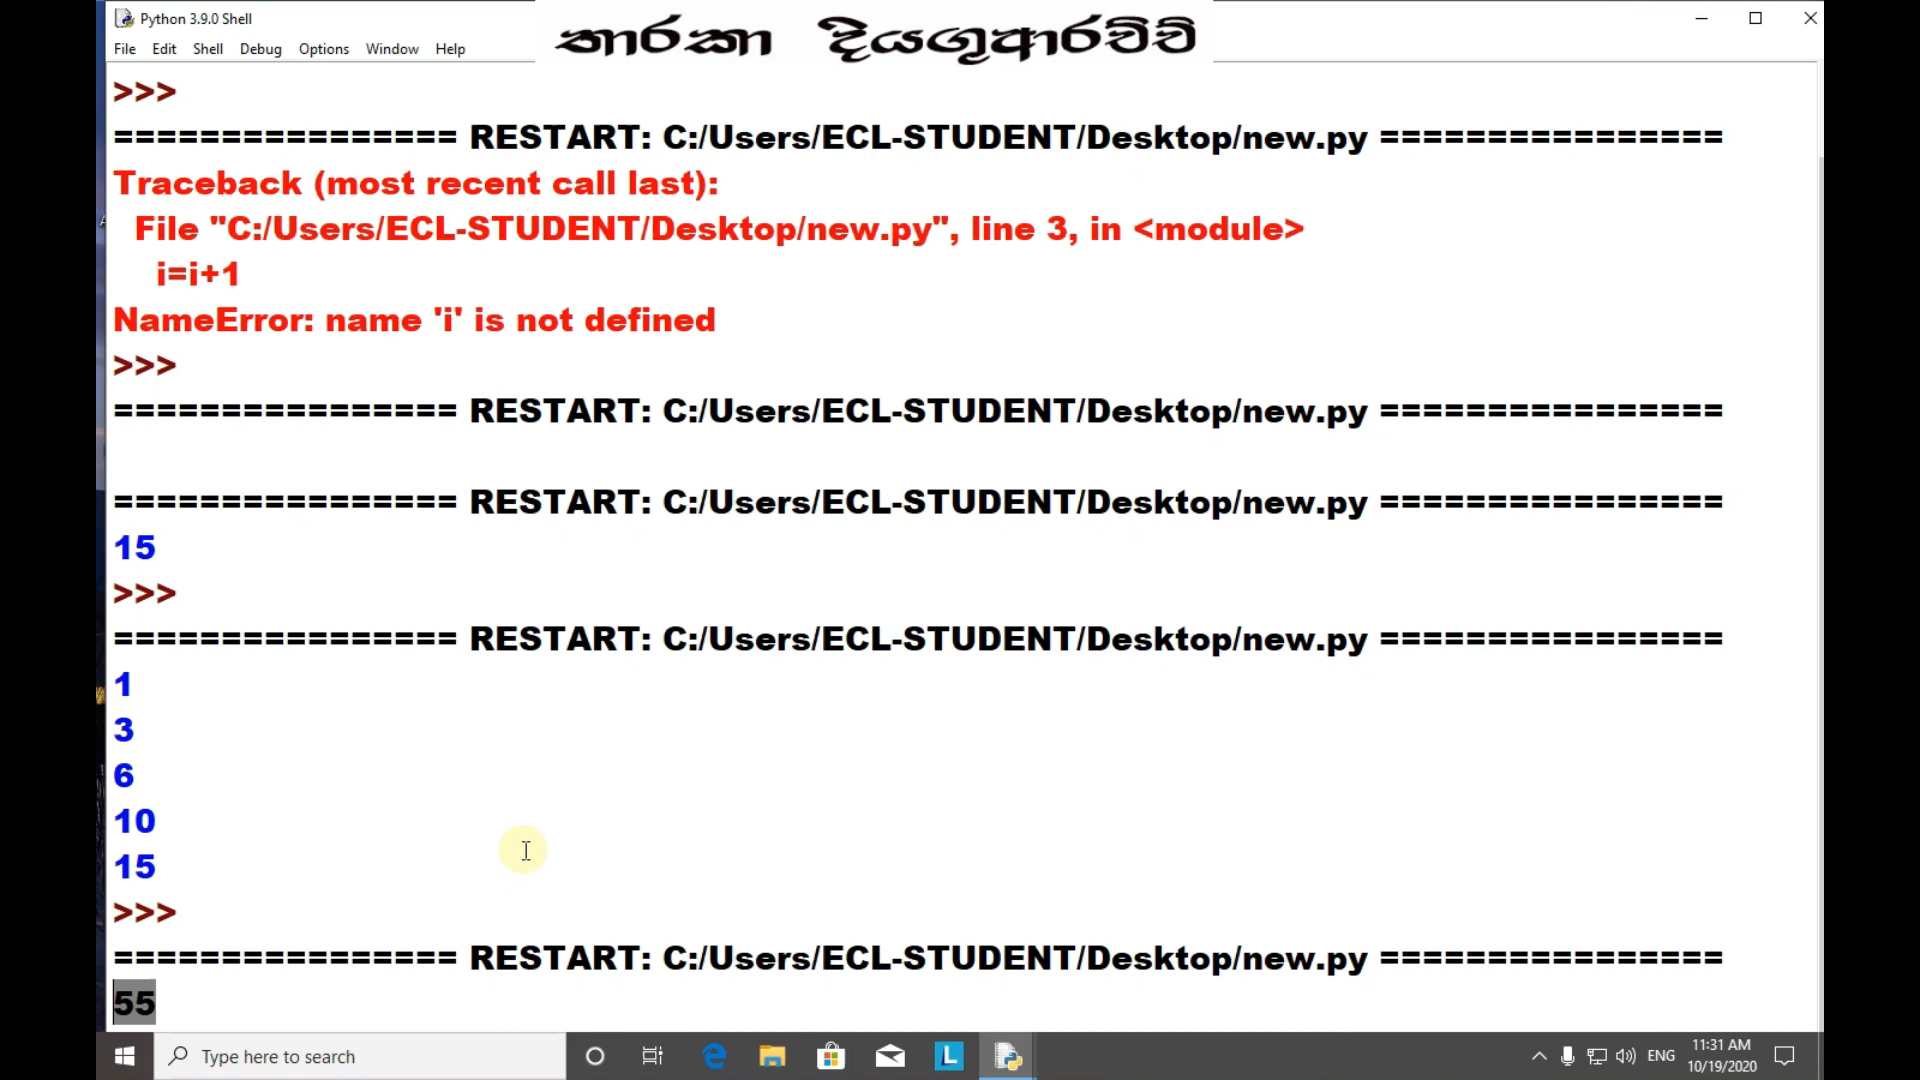 Python 3.9.0 Shell
තාරකා දියගුආරච්චි
File Edit Shell Debug Options Window Help
>>>
================ RESTART: C:/Users/ECL-STUDENT/Desktop/new.py ================
Traceback (most recent call last):
  File "C:/Users/ECL-STUDENT/Desktop/new.py", line 3, in <module>
    i=i+1
NameError: name 'i' is not defined
>>>
================ RESTART: C:/Users/ECL-STUDENT/Desktop/new.py ================
================ RESTART: C:/Users/ECL-STUDENT/Desktop/new.py ================
15
>>>
================ RESTART: C:/Users/ECL-STUDENT/Desktop/new.py ================
1
3
6
10
15
>>>
================ RESTART: C:/Users/ECL-STUDENT/Desktop/new.py ================
55
Type here to search
L
ENG
11:31 AM
10/19/2020